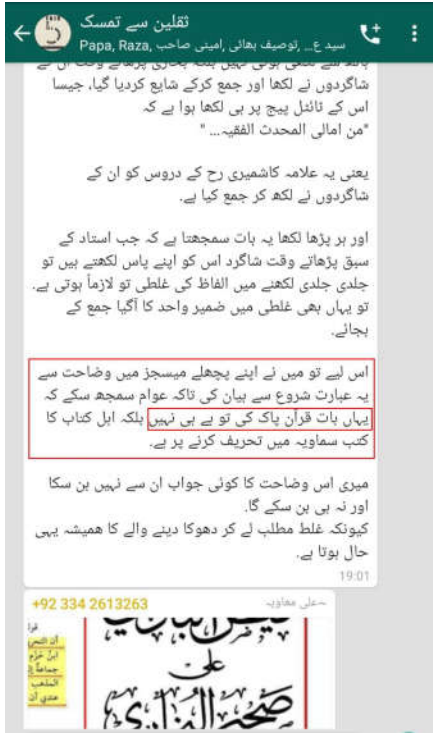 ثقلین سے تمسک
سید ع...، توصیف بھائی، امینی صاحب، Papa, Raza
شاگردوں نے لکھا اور جمع کرکے شایع کردیا گیا، جیسا
اس کے ٹائٹل پیج پر ہی لکھا ہوا ہے کہ
"من امالی المحدث الفقیہ... "
یعنی یہ علامہ کاشمیری رح کے دروس کو ان کے
شاگردوں نے لکھ کر جمع کیا ہے.
اور ہر پڑھا لکھا یہ بات سمجھتا ہے کہ جب استاد کے
سبق پڑھاتے وقت شاگرد اس کو اپنے پاس لکھتے ہیں تو
جلدی جلدی لکھنے میں الفاظ کی غلطی تو لازماً ہوتی ہے.
تو یہاں بھی غلطی میں ضمیر واحد کا آگیا جمع کے
بجائے.
اس لیے تو میں نے اپنے پچھلے میسجز میں وضاحت سے
یہ عبارت شروع سے بیان کی تاکہ عوام سمجھ سکے کہ
یہاں بات قرآن پاک کی تو ہے ہی نہیں بلکہ اہل کتاب کا
کتب سماویہ میں تحریف کرنے پر ہے.
میری اس وضاحت کا کوئی جواب ان سے نہیں بن سکا
اور نہ ہی بن سکے گا.
کیونکہ غلط مطلب لے کر دھوکا دینے والے کا ھمیشہ یہی
حال ہوتا ہے.
19:01
+92 334 2613263
~علی معاویہ
على
صحيح البخاري